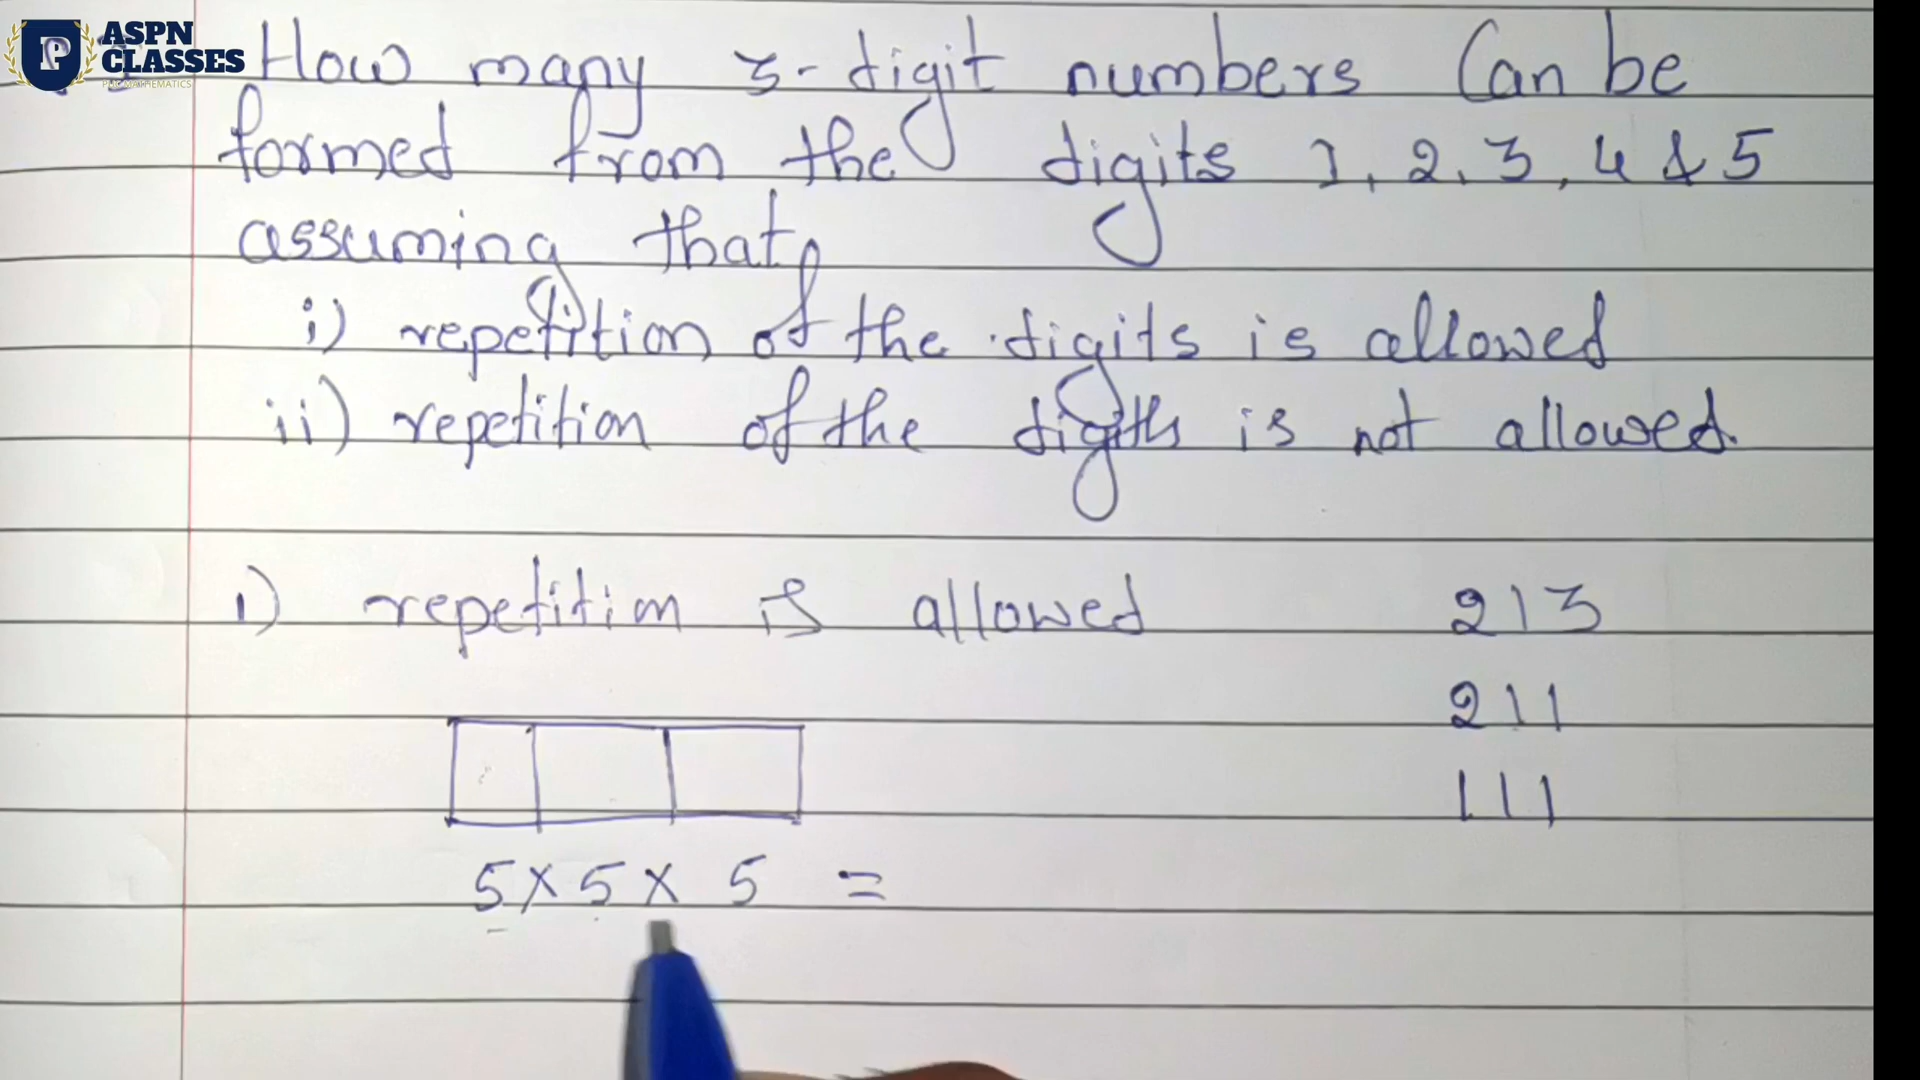 ASPN
CLASSES
How many 3-digit numbers Can be
formed from the digits 1, 2, 3, 4 & 5
assuming that,
i) repetition of the digits is allowed
ii) repetition of the digits is not allowed.
1) repetition is allowed
213
211
111
5 x 5 x 5 =